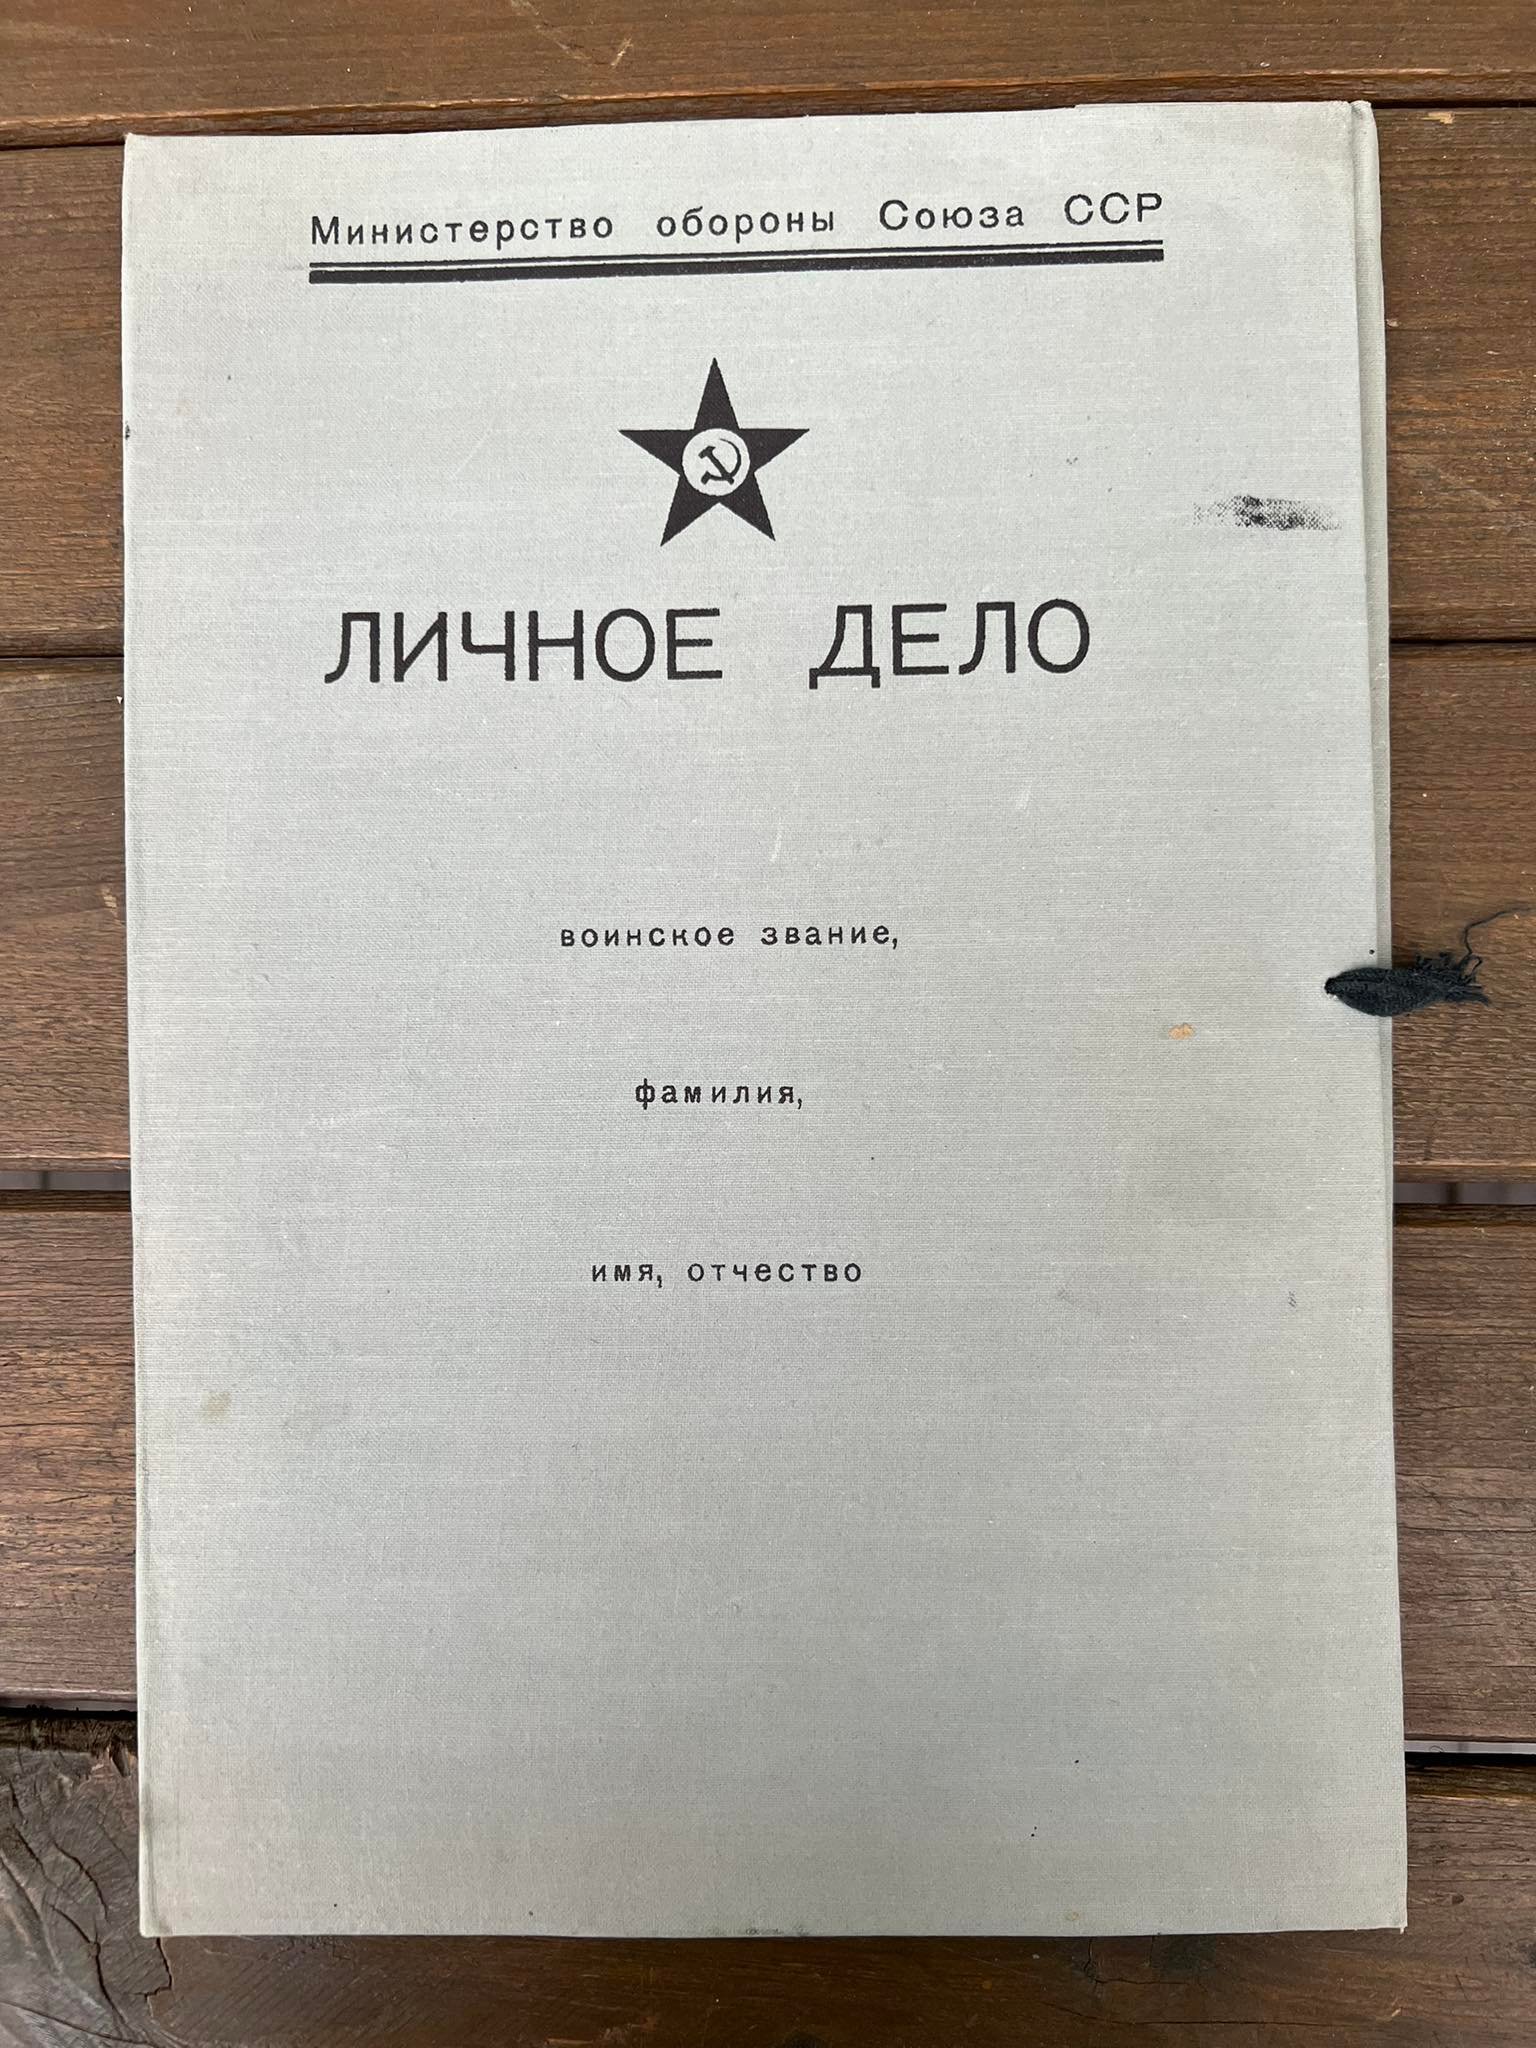 Министерство обороны Союза ССР
ЛИЧНОЕ ДЕЛО
воинское звание,
фамилия,
имя, отчество